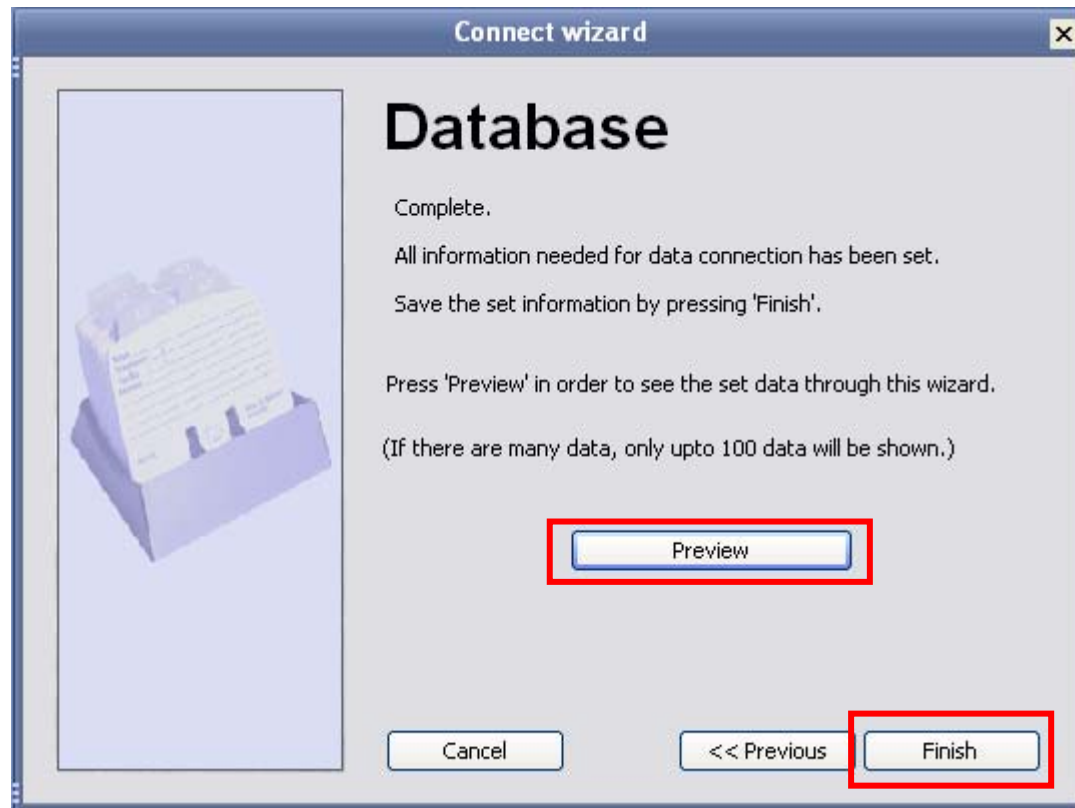 Connect wizard
Database
Complete.
All information needed for data connection has been set.
Save the set information by pressing 'Finish'.
Press 'Preview' in order to see the set data through this wizard.
(If there are many data, only upto 100 data will be shown.)
Preview
Cancel
<< Previous
Finish